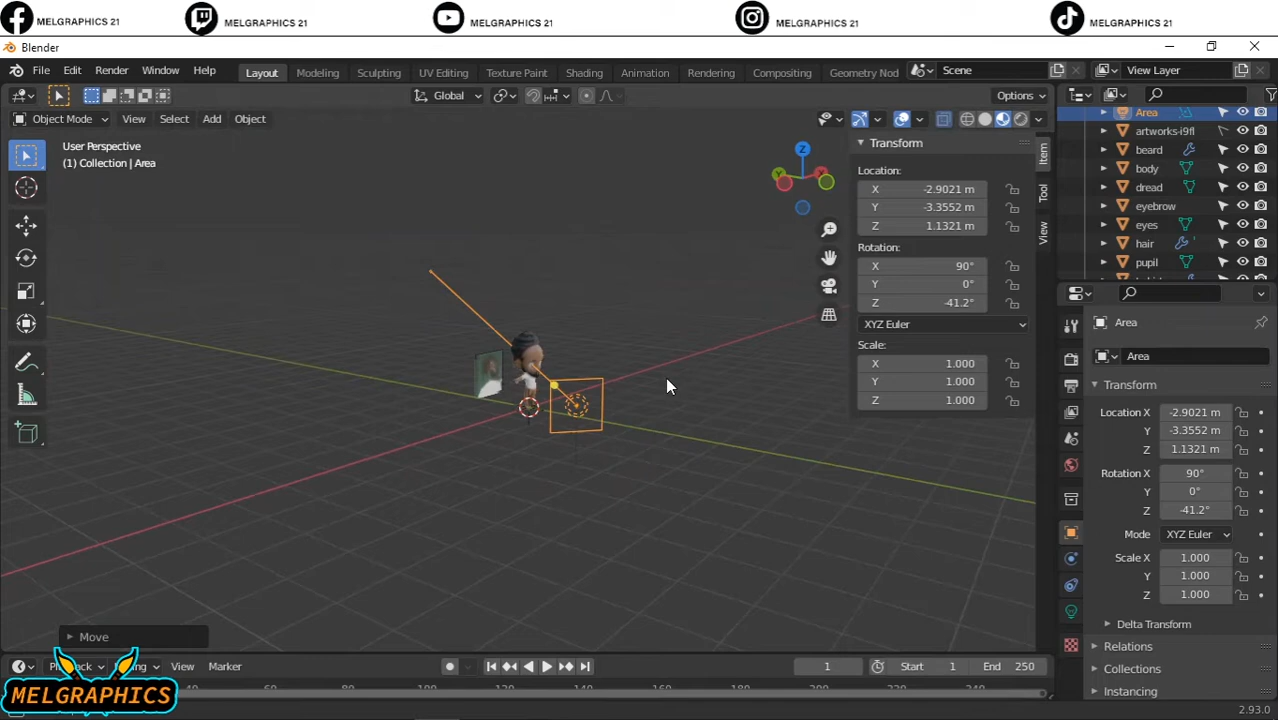 MELGRAPHICS 21 MELGRAPHICS 21 MELGRAPHICS 21 MELGRAPHICS 21 MELGRAPHICS 21
Blender
File Edit Render Window Help Layout Modeling Sculpting UV Editing Texture Paint Shading Animation Rendering Compositing Geometry Nod Scene View Layer
Global Options
Object Mode View Select Add Object
User Perspective
(1) Collection | Area
Transform
Location:
X -2.9021 m
Y -3.3552 m
Z 1.1321 m
Rotation:
X 90°
Y 0°
Z -41.2°
XYZ Euler
Scale:
X 1.000
Y 1.000
Z 1.000
Item
Tool
View
Z
Y
X
Area
artworks-i9fl
beard
body
dread
eyebrow
eyes
hair
pupil
Area
Area
Transform
Location X -2.9021 m
Y -3.3552 m
Z 1.1321 m
Rotation X 90°
Y 0°
Z -41.2°
Mode XYZ Euler
Scale X 1.000
Y 1.000
Z 1.000
Delta Transform
Relations
Collections
Instancing
Move
View Marker 1 Start 1 End 250
MELGRAPHICS
2.93.0